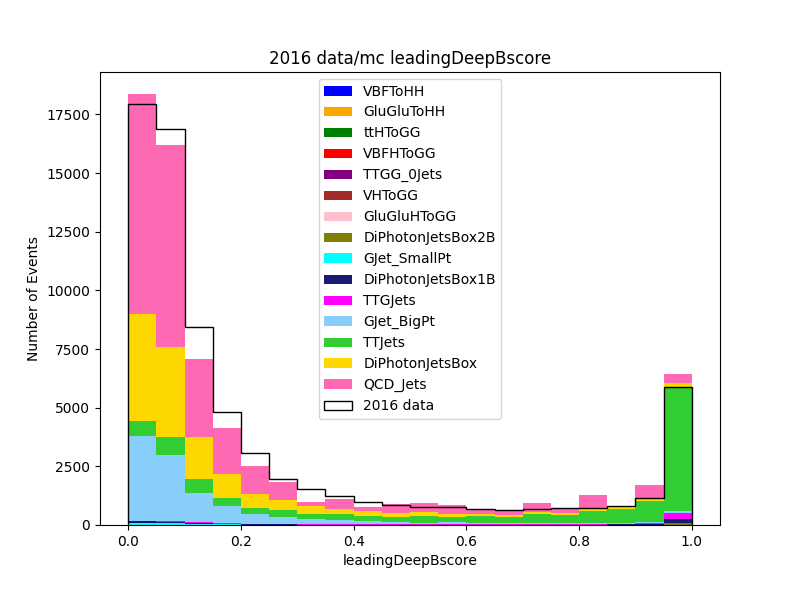 2016 data/mc leadingDeepBscore
Number of Events
17500
15000
12500
10000
7500
5000
2500
0
VBFToHH
GluGluToHH
ttHToGG
VBFHToGG
TTGG_0Jets
VHToGG
GluGluHToGG
DiPhotonJetsBox2B
GJet_SmallPt
DiPhotonJetsBox1B
TTGJets
GJet_BigPt
TTJets
DiPhotonJetsBox
QCD_Jets
2016 data
0.0 0.2 0.4 0.6 0.8 1.0
leadingDeepBscore